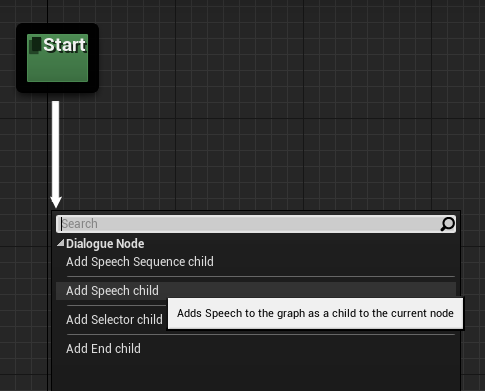 Start
Search
Dialogue Node
Add Speech Sequence child
Add Speech child
Adds Speech to the graph as a child to the current node
Add Selector child
Add End child